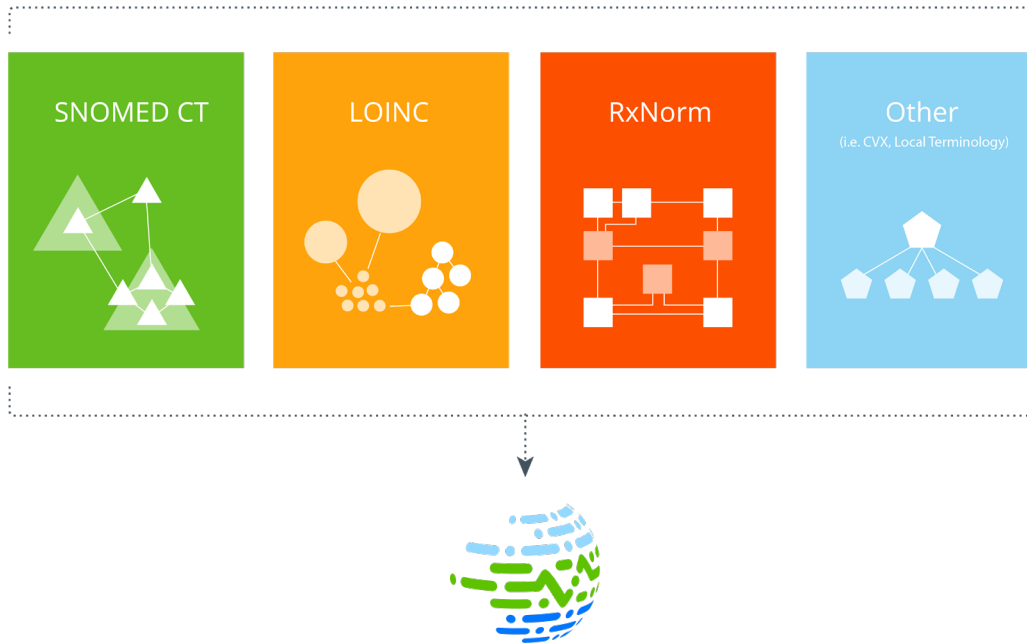 SNOMED CT
LOINC
RxNorm
Other
(i.e. CVX, Local Terminology)